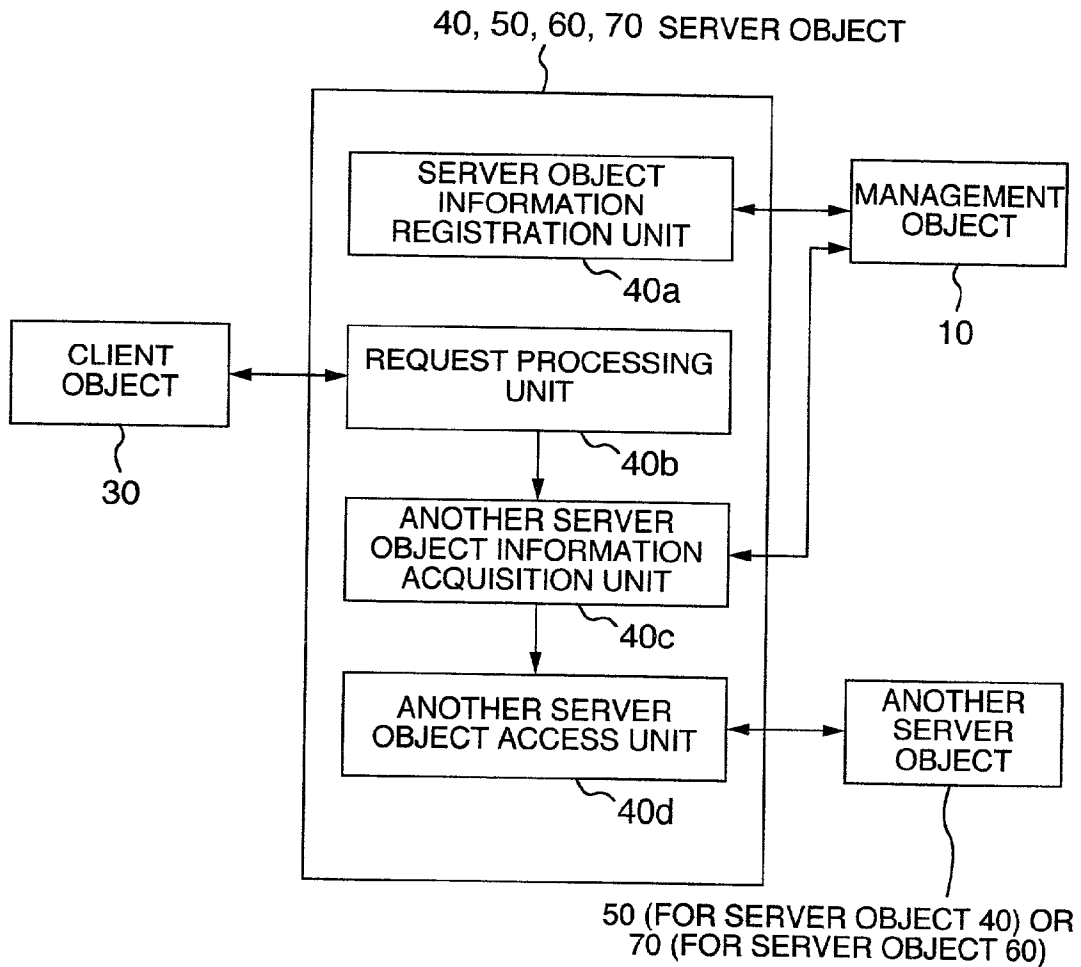 40, 50, 60, 70 SERVER OBJECT
SERVER OBJECT
INFORMATION
REGISTRATION UNIT
40a
MANAGEMENT
OBJECT
10
CLIENT
OBJECT
30
REQUEST PROCESSING
UNIT
40b
ANOTHER SERVER
OBJECT INFORMATION
ACQUISITION UNIT
40c
ANOTHER SERVER
OBJECT ACCESS UNIT
40d
ANOTHER
SERVER
OBJECT
50 (FOR SERVER OBJECT 40) OR
70 (FOR SERVER OBJECT 60)